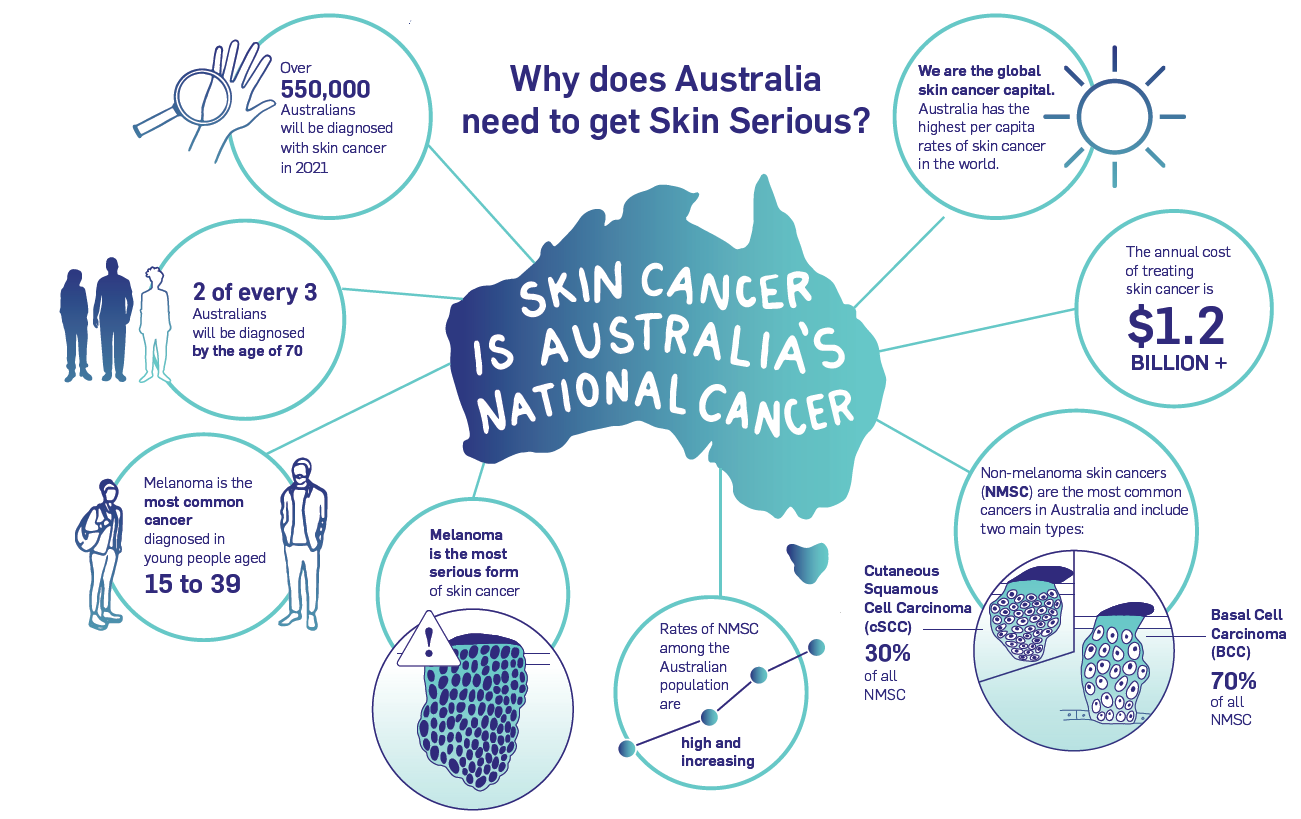 Why does Australia
need to get Skin Serious?
Over
550,000
Australians
will be diagnosed
with skin cancer
in 2021
We are the global
skin cancer capital.
Australia has the
highest per capita
rates of skin cancer
in the world.
2 of every 3
Australians
will be diagnosed
by the age of 70
SKIN CANCER
IS AUSTRALIA'S
NATIONAL CANCER
The annual cost
of treating
skin cancer is
$1.2
BILLION +
Melanoma is the
most common
cancer
diagnosed in
young people aged
15 to 39
Melanoma
is the most
serious form
of skin cancer
!
Rates of NMSC
among the
Australian
population
are
high and
increasing
Non-melanoma skin cancers
(NMSC) are the most common
cancers in Australia and include
two main types:
Cutaneous
Squamous
Cell Carcinoma
(cSCC)
30%
of all
NMSC
Basal Cell
Carcinoma
(BCC)
70%
of all
NMSC